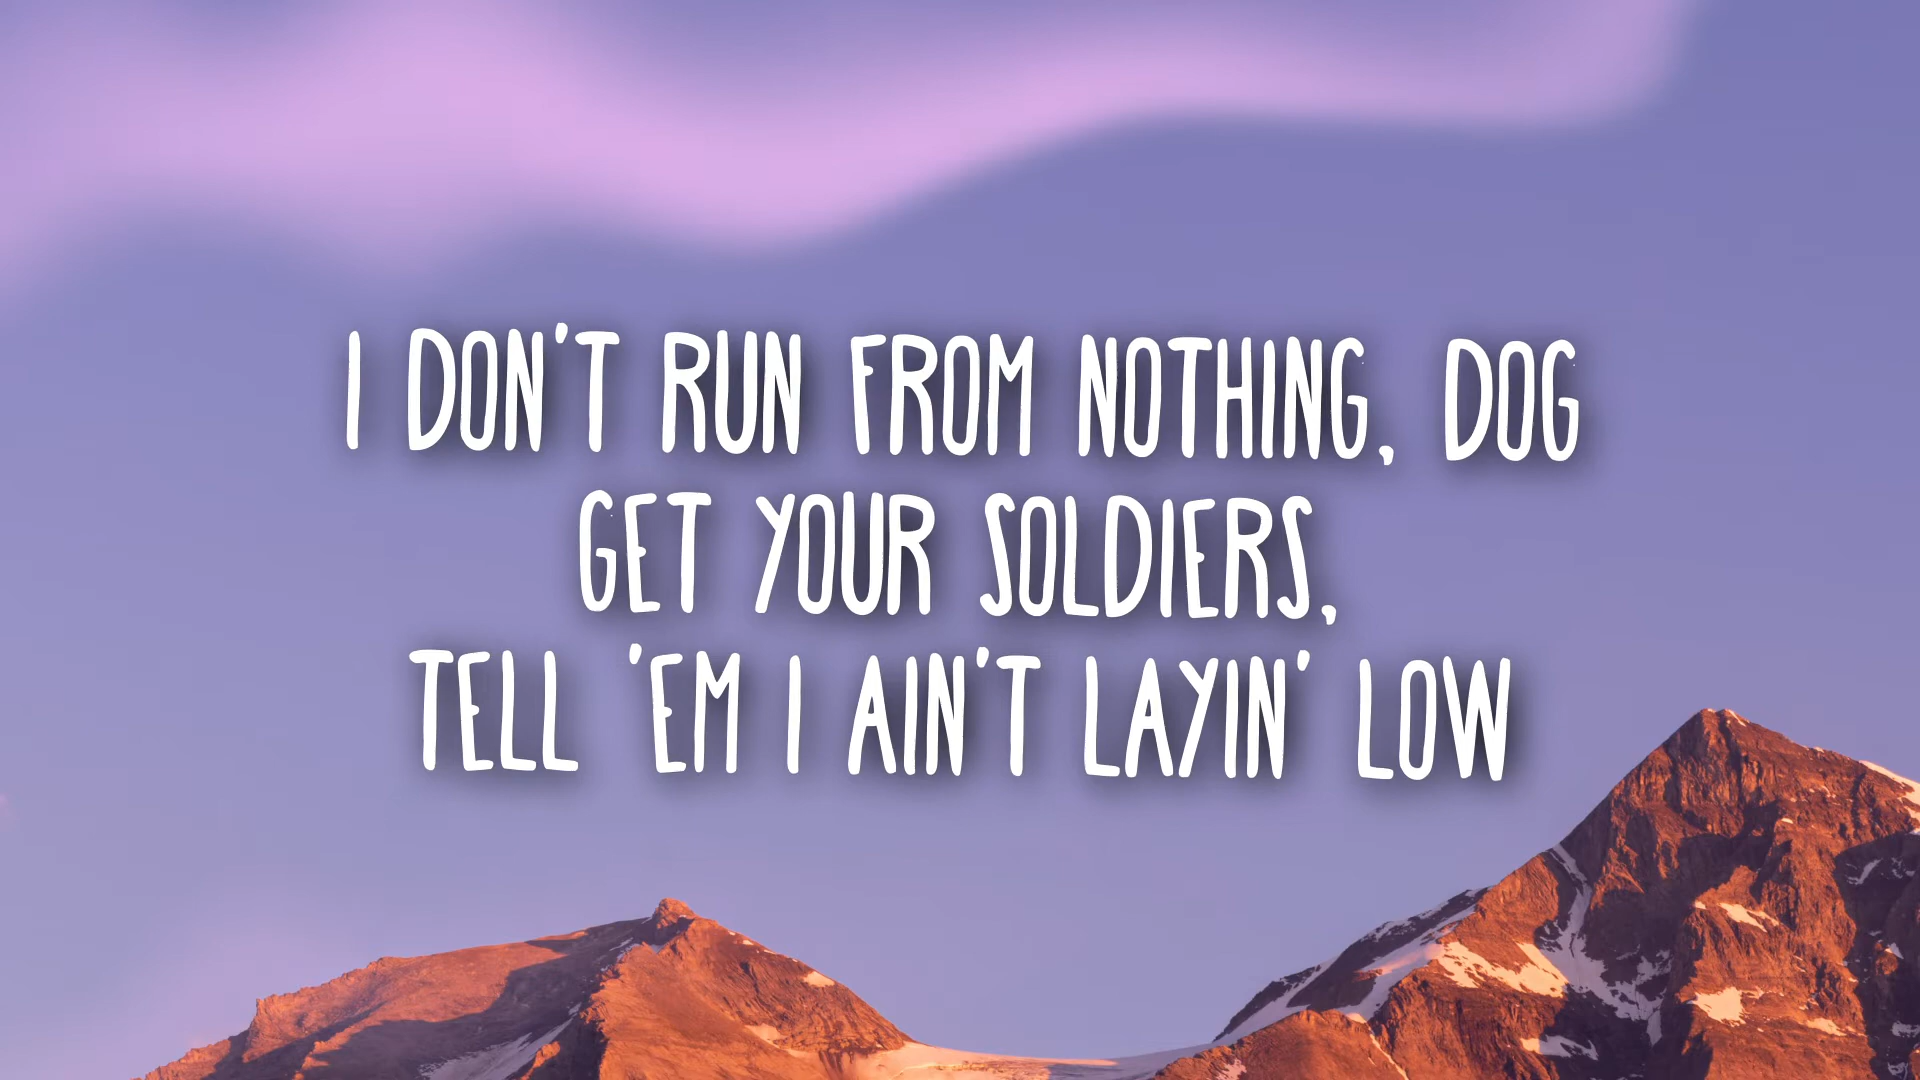 I DON'T RUN FROM NOTHING, DOG
GET YOUR SOLDIERS,
TELL 'EM I AIN'T LAYIN' LOW